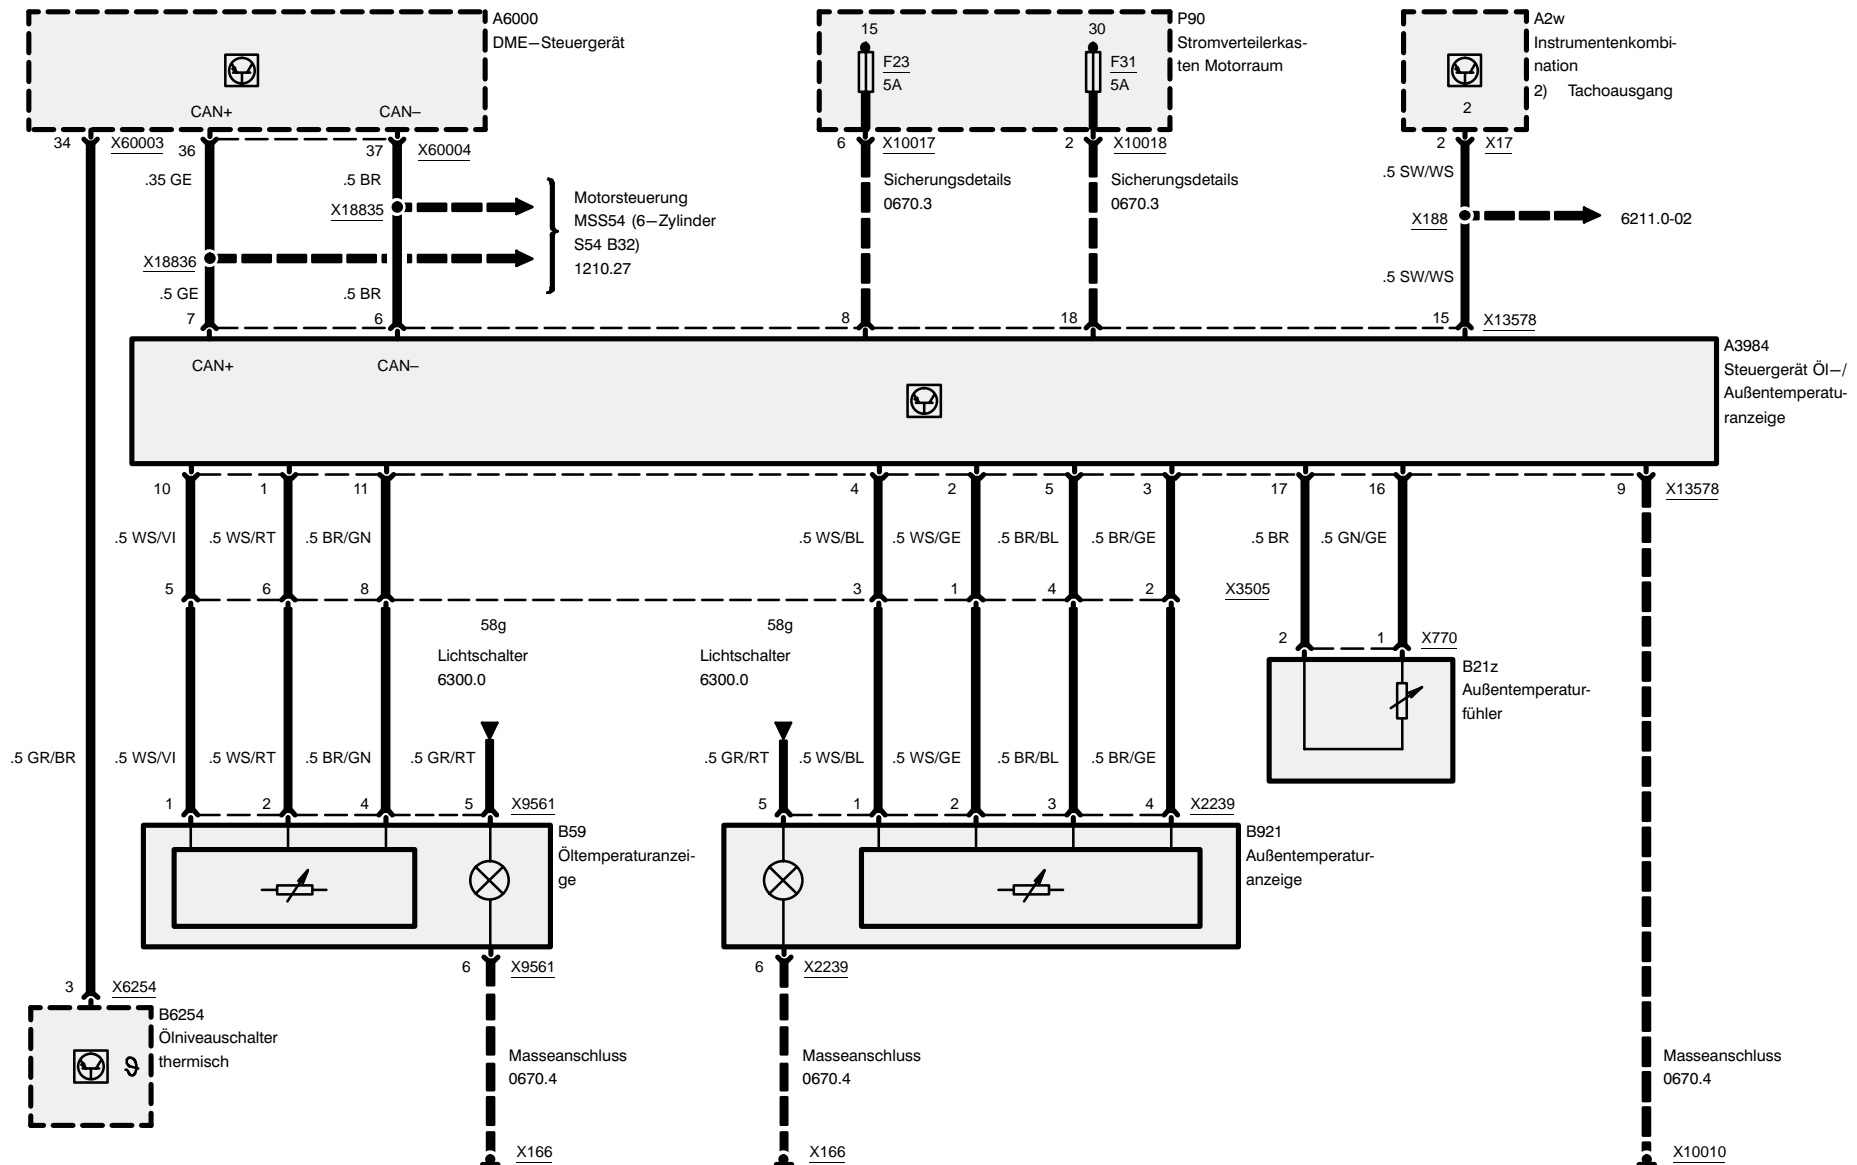 A6000
DME–Steuergerät
CAN+
CAN–
34
X60003
36
37
X60004
.35 GE
.5 BR
X18835
X18836
.5 GE
.5 BR
7
6
Motorsteuerung
MSS54 (6–Zylinder
S54 B32)
1210.27
P90
Stromverteilerkas-
ten Motorraum
15
F23
5A
30
F31
5A
6
X10017
2
X10018
Sicherungsdetails
0670.3
Sicherungsdetails
0670.3
8
18
A2w
Instrumentenkombi-
nation
2) Tachoausgang
2
2
X17
.5 SW/WS
X188
6211.0-02
.5 SW/WS
15
X13578
CAN+
CAN–
A3984
Steuergerät Öl–/
Außentemperatu-
ranzeige
10
1
11
4
2
5
3
17
16
9
X13578
.5 WS/VI
.5 WS/RT
.5 BR/GN
.5 WS/BL
.5 WS/GE
.5 BR/BL
.5 BR/GE
.5 BR
.5 GN/GE
5
6
8
3
1
4
2
X3505
58g
Lichtschalter
6300.0
58g
Lichtschalter
6300.0
2
1
X770
B21z
Außentemperatur-
fühler
.5 GR/BR
.5 WS/VI
.5 WS/RT
.5 BR/GN
.5 GR/RT
.5 GR/RT
.5 WS/BL
.5 WS/GE
.5 BR/BL
.5 BR/GE
1
2
4
5
X9561
5
1
2
3
4
X2239
B59
Öltemperaturanzei-
ge
B921
Außentemperatur-
anzeige
6
X9561
6
X2239
3
X6254
B6254
Ölniveauschalter
thermisch
ϑ
Masseanschluss
0670.4
Masseanschluss
0670.4
Masseanschluss
0670.4
X166
X166
X10010